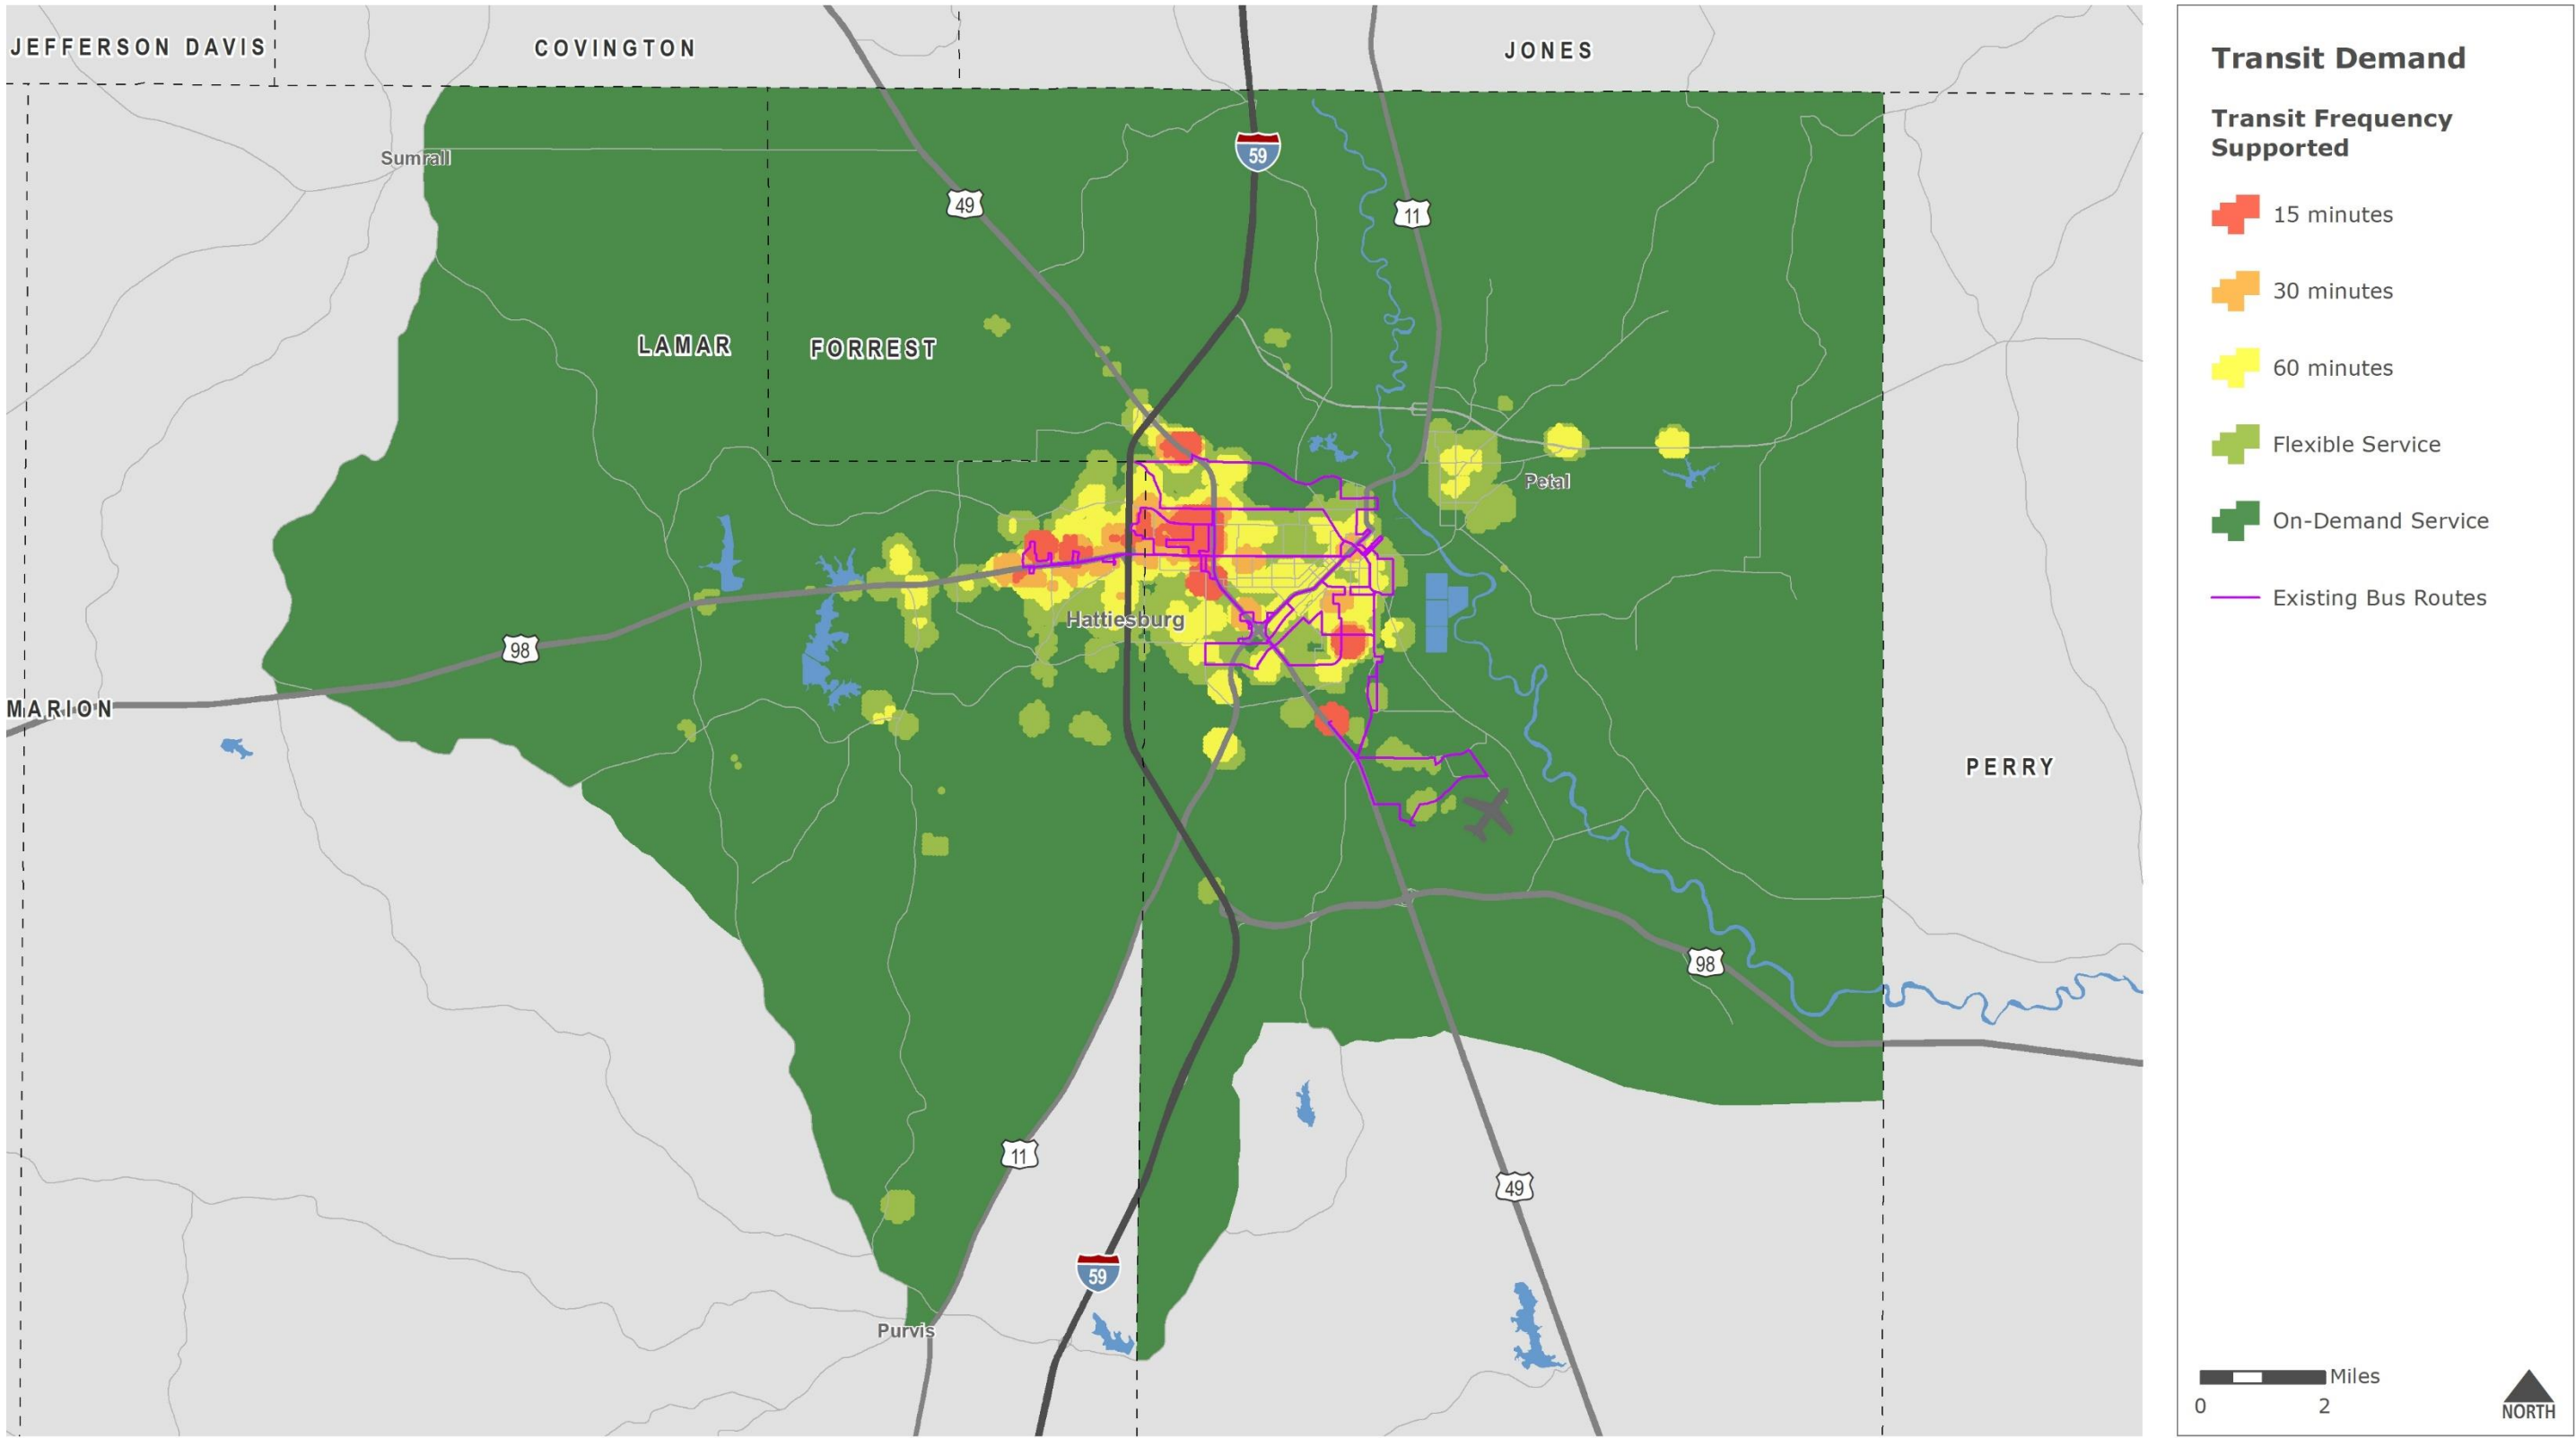 JEFFERSON DAVIS
COVINGTON
JONES
Sumrall
59
49
11
LAMAR
FORREST
Petal
Hattiesburg
98
MARION
PERRY
98
11
49
59
Purvis
Transit Demand
Transit Frequency
Supported
15 minutes
30 minutes
60 minutes
Flexible Service
On-Demand Service
Existing Bus Routes
Miles
0 2
NORTH